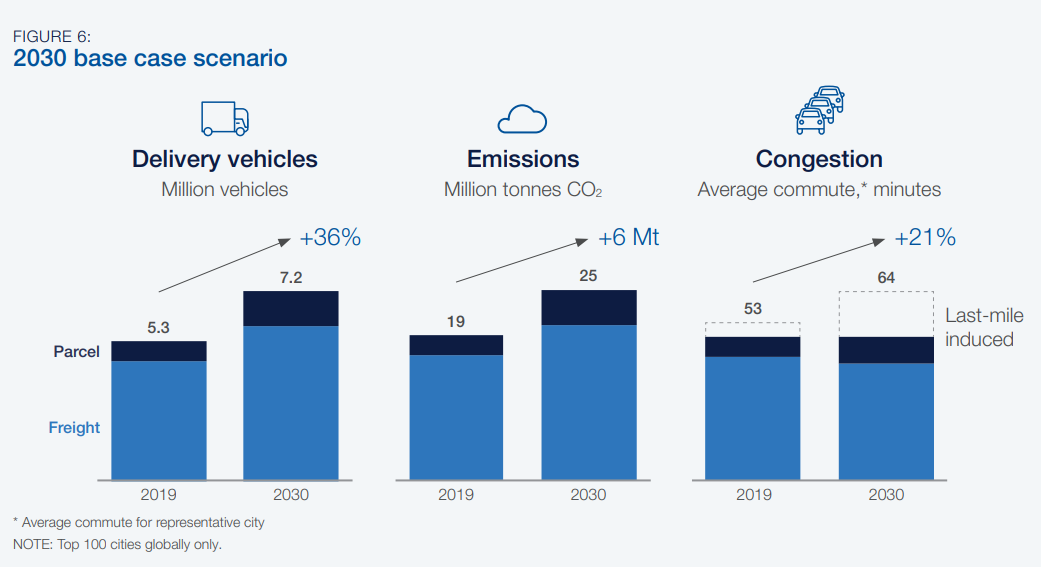 FIGURE 6:
2030 base case scenario
Delivery vehicles
Million vehicles
+36%
5.3
7.2
Parcel
Freight
2019
2030
Emissions
Million tonnes CO₂
+6 Mt
19
25
2019
2030
Congestion
Average commute,* minutes
+21%
53
64
Last-mile
induced
2019
2030
* Average commute for representative city
NOTE: Top 100 cities globally only.